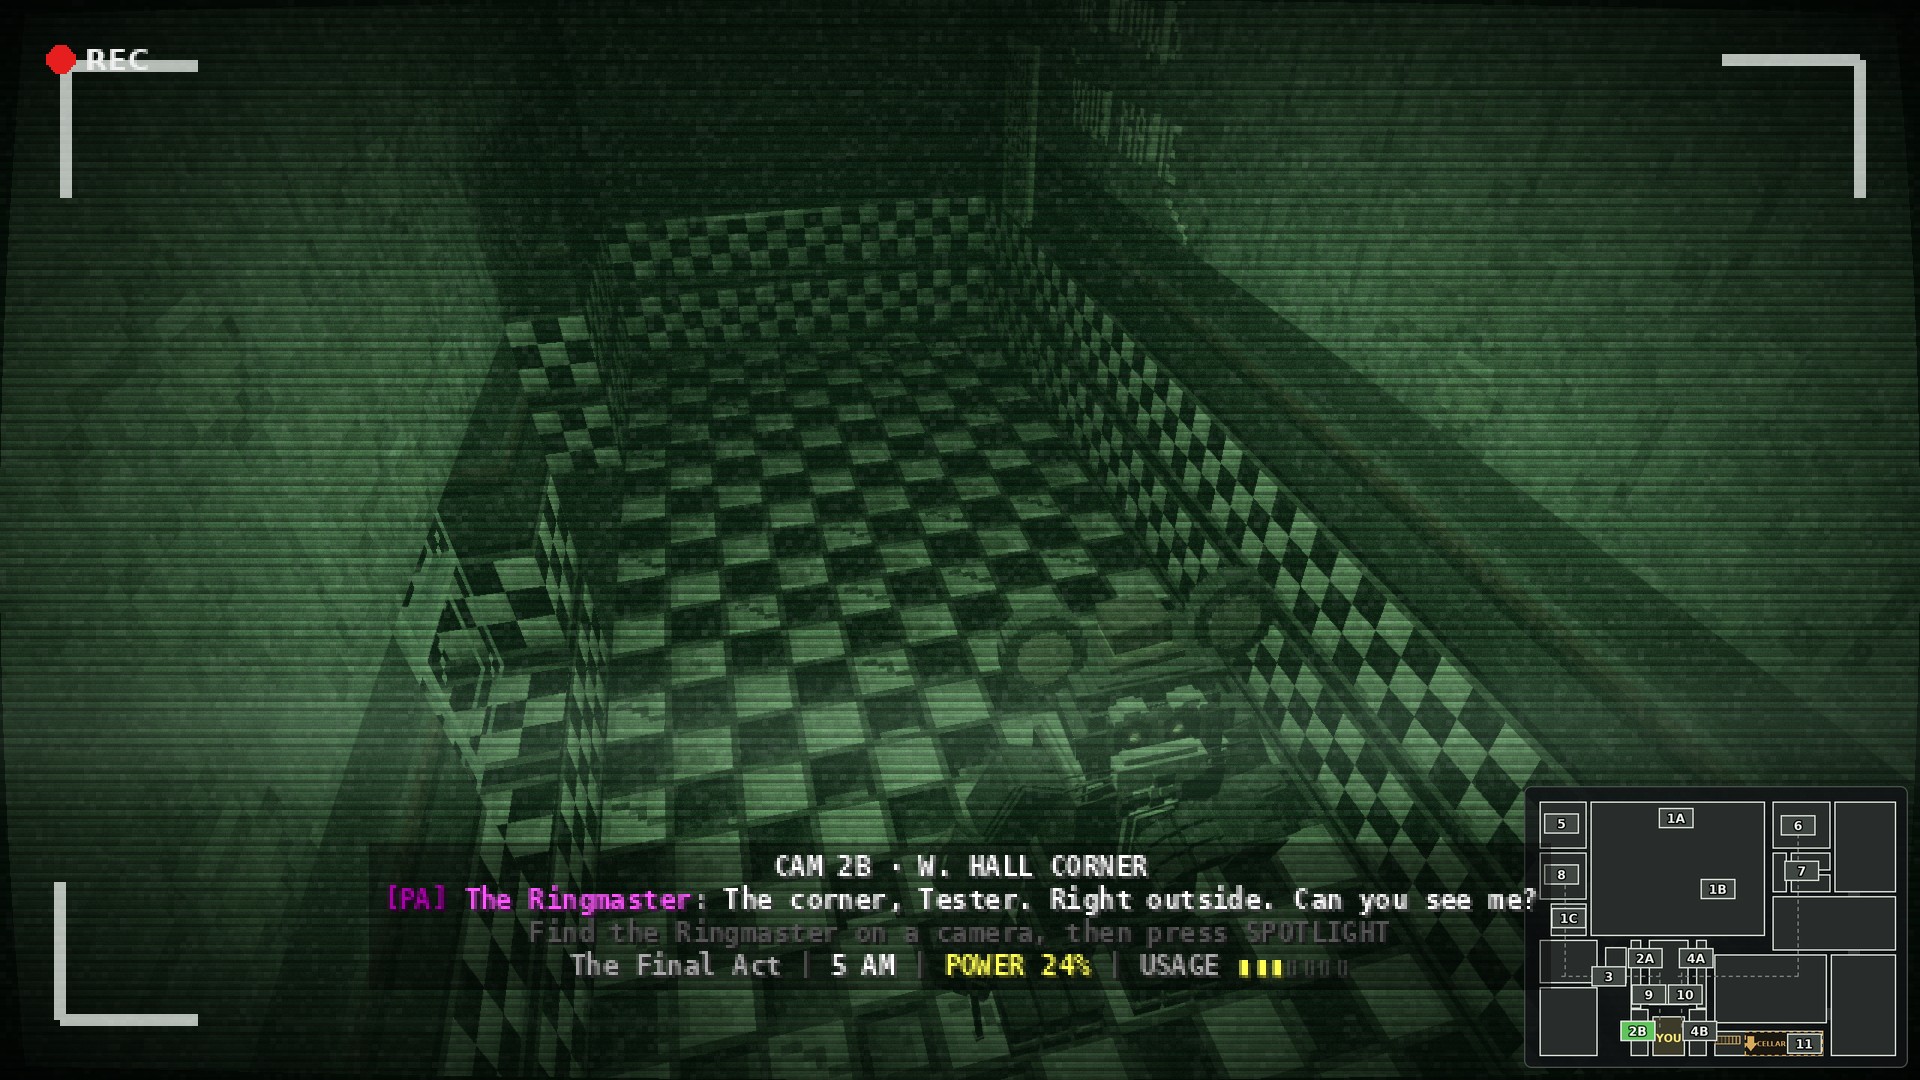 REC
CAM 2B · W. HALL CORNER
[PA] The Ringmaster: The corner, Tester. Right outside. Can you see me?
Find the Ringmaster on a camera, then press SPOTLIGHT
The Final Act | 5 AM | POWER 24% | USAGE
5
1A
6
8
7
1B
1C
2A
4A
3
9
10
2B
YOU
4B
CELLAR
11